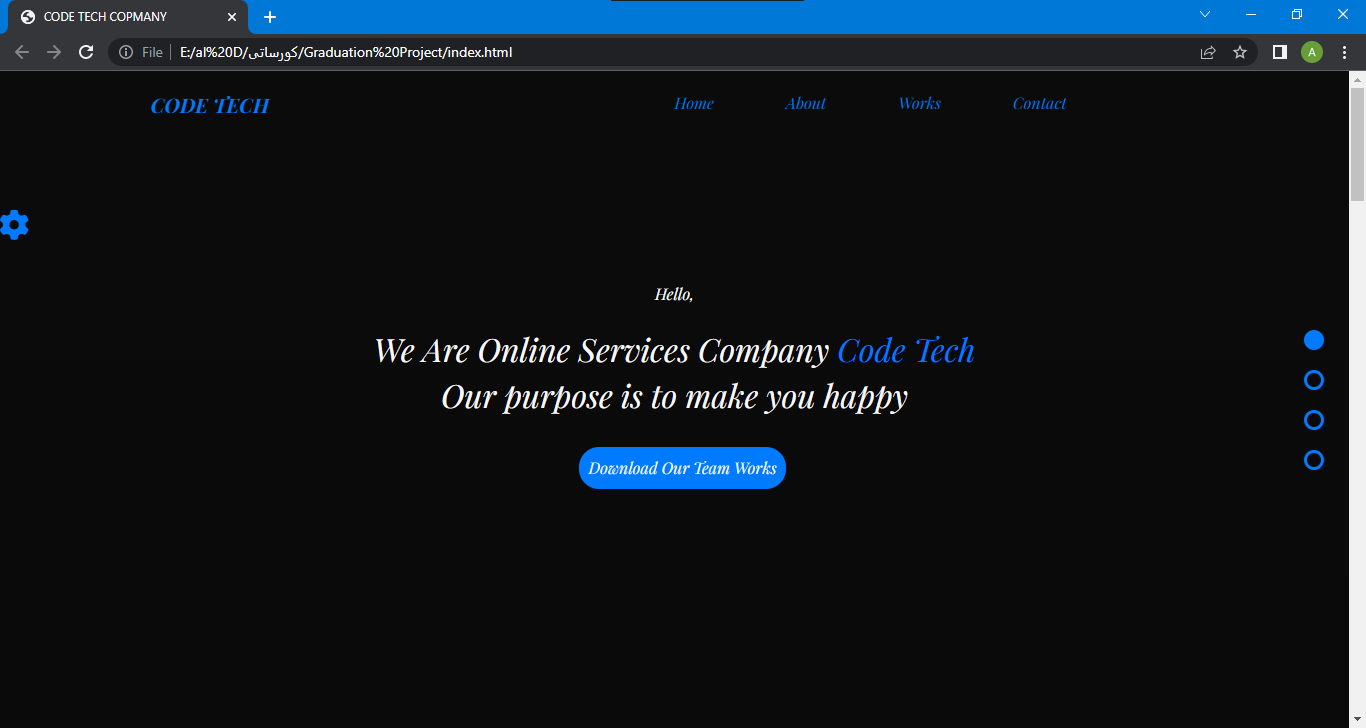 CODE TECH COPMANY
File
E:/al%20D/كورساتى/Graduation%20Project/index.html
A
CODE TECH
Home
About
Works
Contact
Hello,
We Are Online Services Company Code Tech
Our purpose is to make you happy
Download Our Team Works